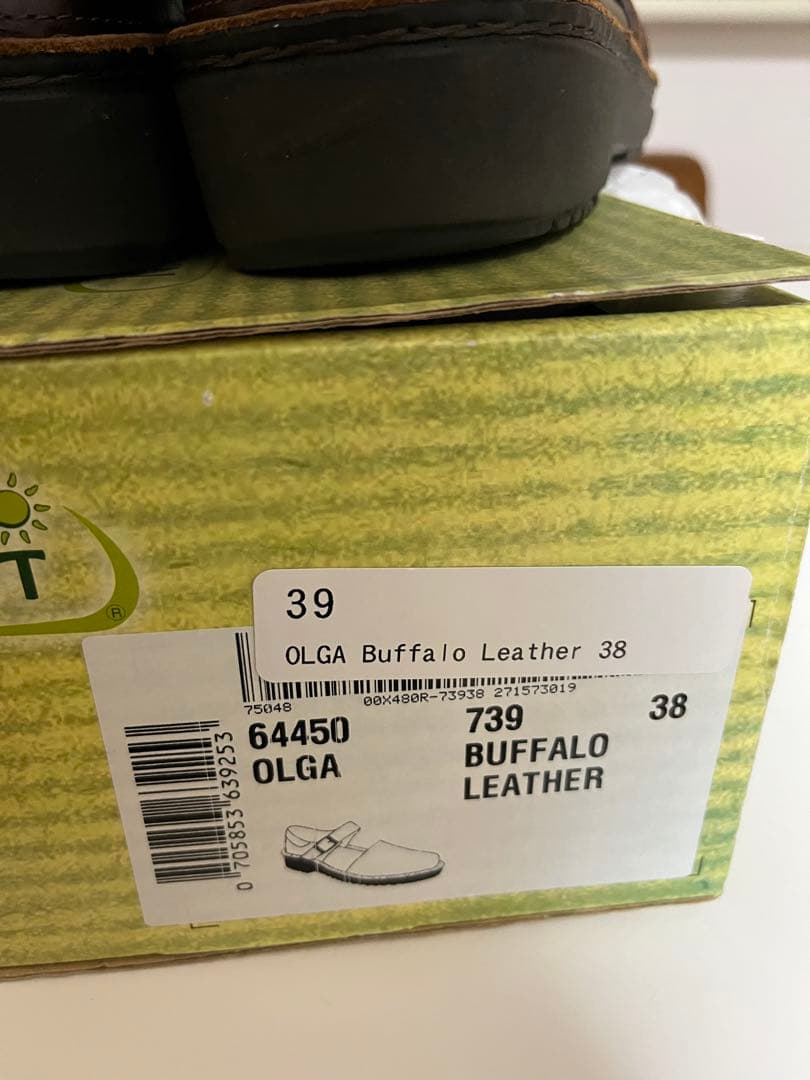 T
®
39
OLGA Buffalo Leather 38
75048
00X480R-73938 271573019
64450
OLGA
739
BUFFALO
LEATHER
38
0 705853 639253